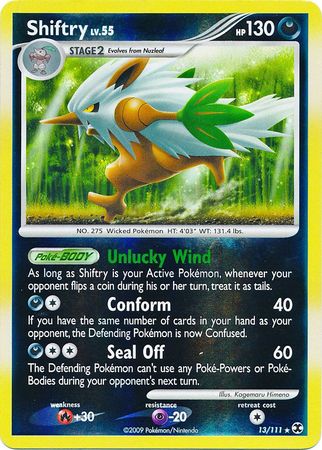 Shiftry LV.55 HP 130
STAGE2 Evolves from Nuzleaf
NO. 275 Wicked Pokémon HT: 4'03" WT: 131.4 lbs.
Poké-BODY Unlucky Wind
As long as Shiftry is your Active Pokémon, whenever your
opponent flips a coin during his or her turn, treat it as tails.
Conform 40
If you have the same number of cards in your hand as your
opponent, the Defending Pokémon is now Confused.
Seal Off 60
The Defending Pokémon can't use any Poké-Powers or Poké-
Bodies during your opponent's next turn.
weakness resistance retreat cost
+30 -20
Illus. Kagemaru Himeno
©2009 Pokémon/Nintendo 13/111 ★